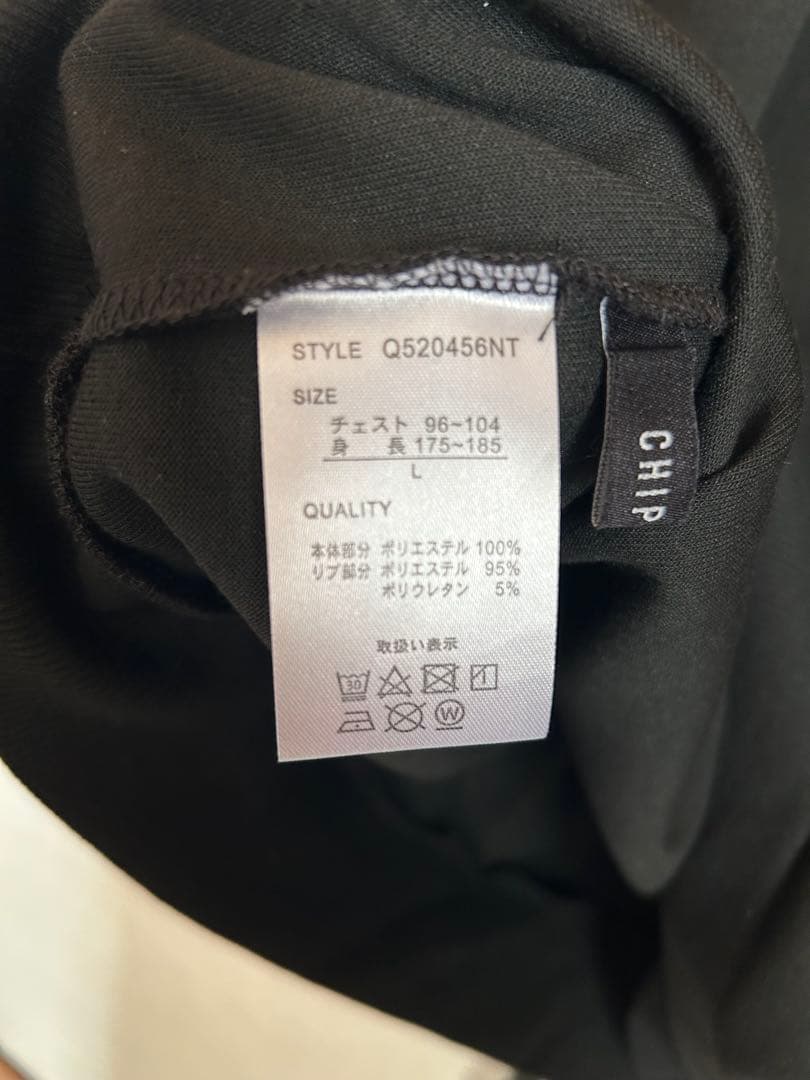 STYLE Q520456NT
SIZE
チェスト 96~104
身 長 175~185
L
QUALITY
本体部分 ポリエステル 100%
リブ部分 ポリエステル 95%
ポリウレタン 5%
取扱い表示
30
W
CHIP